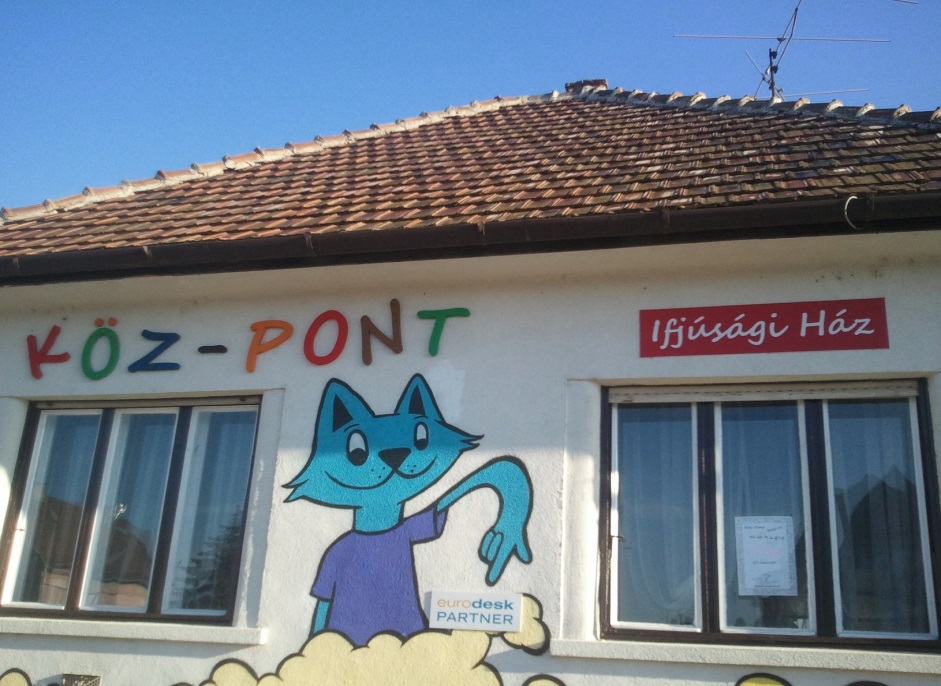 KÖZ-PONT
Ifjúsági Ház
eurodesk
PARTNER